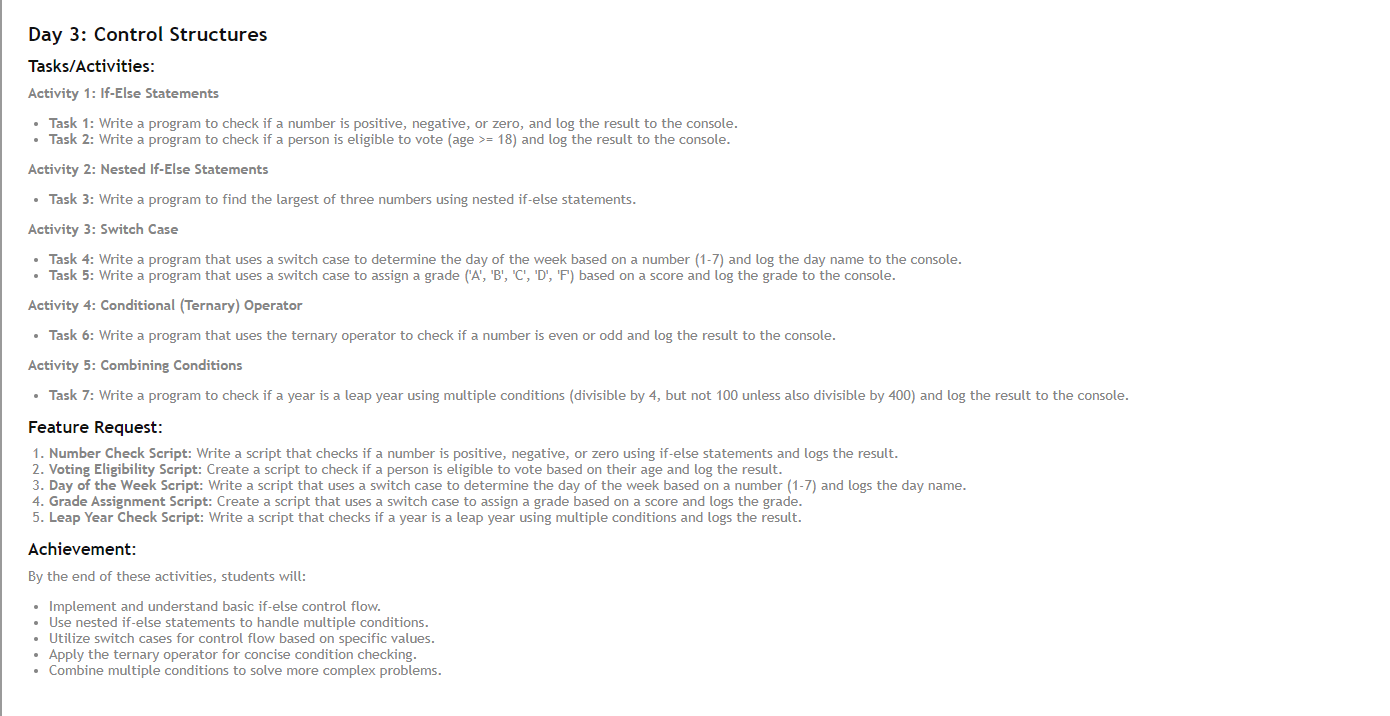 Day 3: Control Structures
Tasks/Activities:
Activity 1: If-Else Statements
• Task 1: Write a program to check if a number is positive, negative, or zero, and log the result to the console.
• Task 2: Write a program to check if a person is eligible to vote (age >= 18) and log the result to the console.
Activity 2: Nested If-Else Statements
• Task 3: Write a program to find the largest of three numbers using nested if-else statements.
Activity 3: Switch Case
• Task 4: Write a program that uses a switch case to determine the day of the week based on a number (1-7) and log the day name to the console.
• Task 5: Write a program that uses a switch case to assign a grade ('A', 'B', 'C', 'D', 'F') based on a score and log the grade to the console.
Activity 4: Conditional (Ternary) Operator
• Task 6: Write a program that uses the ternary operator to check if a number is even or odd and log the result to the console.
Activity 5: Combining Conditions
• Task 7: Write a program to check if a year is a leap year using multiple conditions (divisible by 4, but not 100 unless also divisible by 400) and log the result to the console.
Feature Request:
1. Number Check Script: Write a script that checks if a number is positive, negative, or zero using if-else statements and logs the result.
2. Voting Eligibility Script: Create a script to check if a person is eligible to vote based on their age and log the result.
3. Day of the Week Script: Write a script that uses a switch case to determine the day of the week based on a number (1-7) and logs the day name.
4. Grade Assignment Script: Create a script that uses a switch case to assign a grade based on a score and logs the grade.
5. Leap Year Check Script: Write a script that checks if a year is a leap year using multiple conditions and logs the result.
Achievement:
By the end of these activities, students will:
• Implement and understand basic if-else control flow.
• Use nested if-else statements to handle multiple conditions.
• Utilize switch cases for control flow based on specific values.
• Apply the ternary operator for concise condition checking.
• Combine multiple conditions to solve more complex problems.